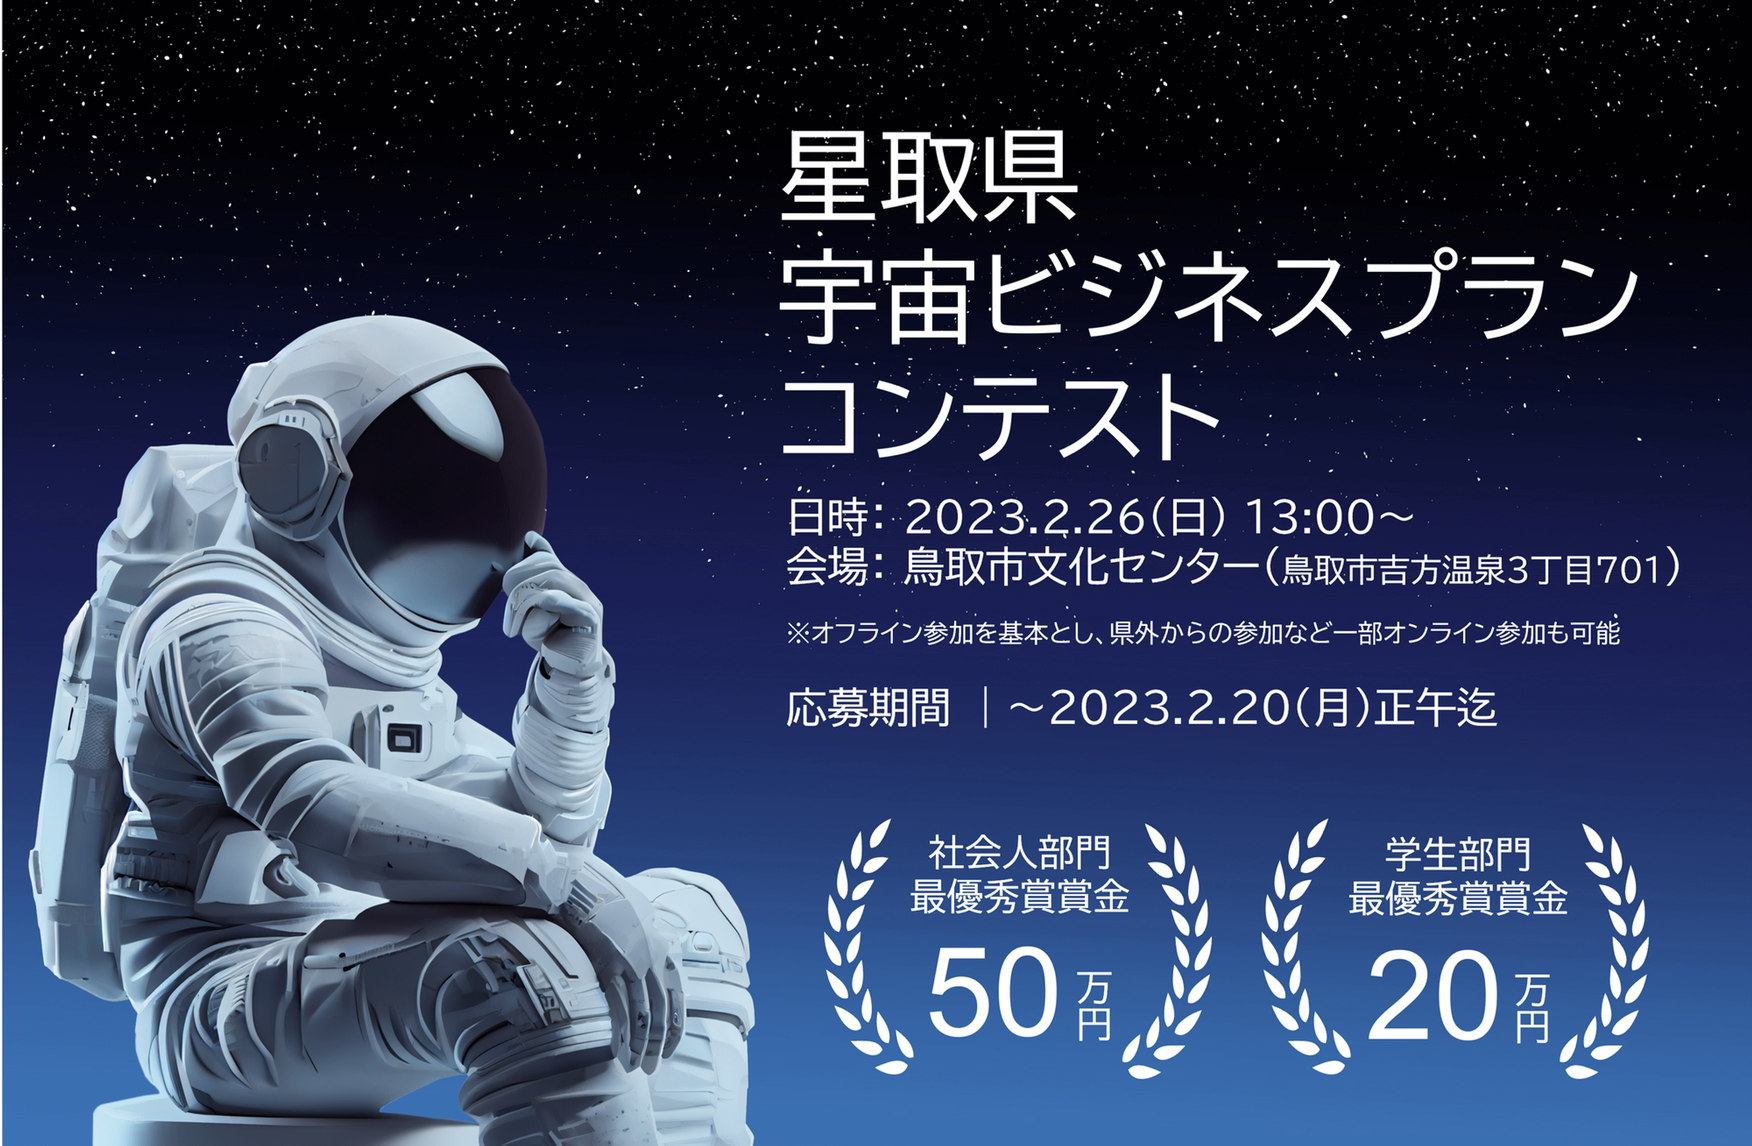 星取県
宇宙ビジネスプラン
コンテスト
日時：2023.2.26（日）13:00〜
会場：鳥取市文化センター（鳥取市吉方温泉3丁目701）
※オフライン参加を基本とし、県外からの参加など一部オンライン参加も可能
応募期間｜〜2023.2.20（月）正午迄
社会人部門
最優秀賞賞金
50万円
学生部門
最優秀賞賞金
20万円